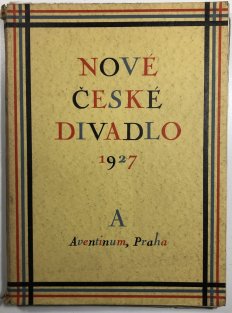 NOVÉ
ČESKÉ
DIVADLO
1927
A
Aventinum, Praha